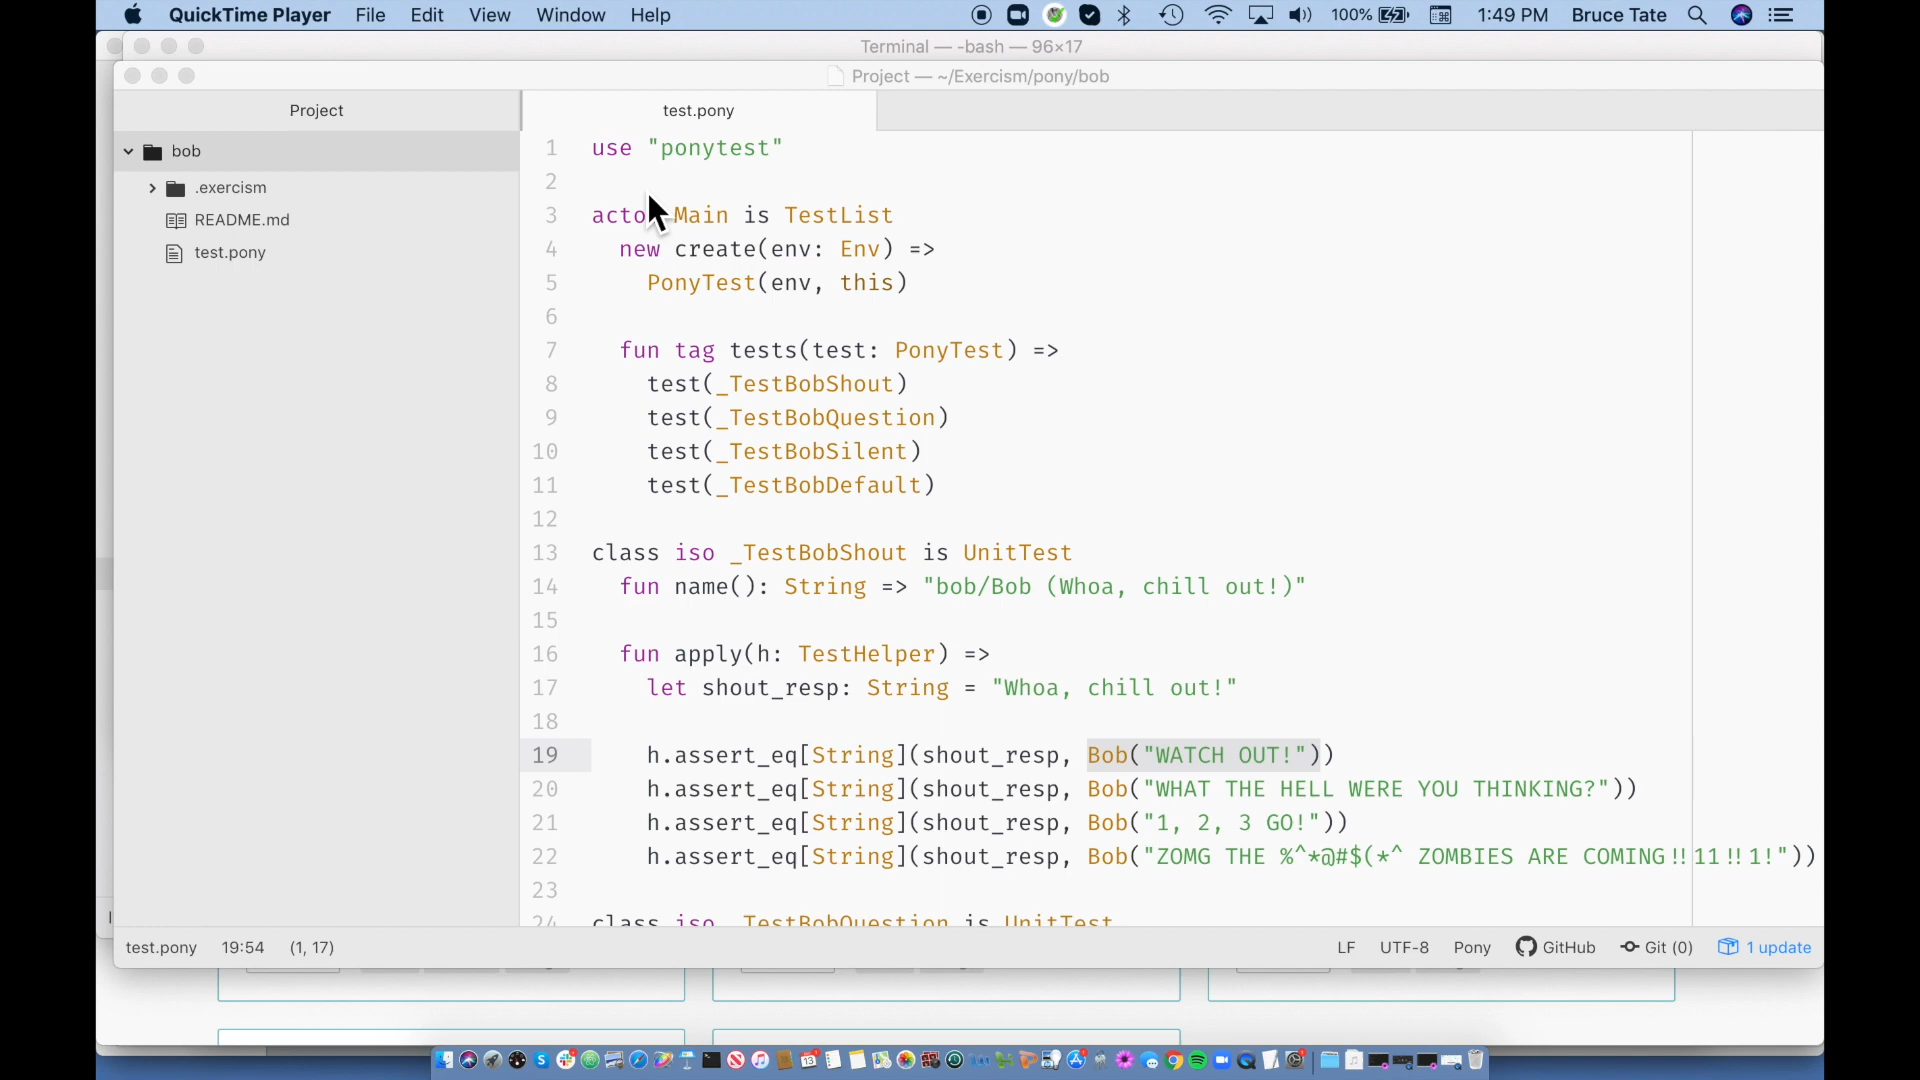 QuickTime Player File Edit View Window Help 100% 1:49 PM Bruce Tate
Terminal — -bash — 96×17
Project — ~/Exercism/pony/bob
Project
test.pony
bob
.exercism
README.md
test.pony
1 use "ponytest"
2
3 acto Main is TestList
4 new create(env: Env) =>
5 PonyTest(env, this)
6
7 fun tag tests(test: PonyTest) =>
8 test(_TestBobShout)
9 test(_TestBobQuestion)
10 test(_TestBobSilent)
11 test(_TestBobDefault)
12
13 class iso _TestBobShout is UnitTest
14 fun name(): String => "bob/Bob (Whoa, chill out!)"
15
16 fun apply(h: TestHelper) =>
17 let shout_resp: String = "Whoa, chill out!"
18
19 h.assert_eq[String](shout_resp, Bob("WATCH OUT!"))
20 h.assert_eq[String](shout_resp, Bob("WHAT THE HELL WERE YOU THINKING?"))
21 h.assert_eq[String](shout_resp, Bob("1, 2, 3 GO!"))
22 h.assert_eq[String](shout_resp, Bob("ZOMG THE %^*@#$(*^ ZOMBIES ARE COMING!!11!!1!"))
23
24 class iso _TestBobQuestion is UnitTest
test.pony 19:54 (1, 17) LF UTF-8 Pony GitHub Git (0) 1 update